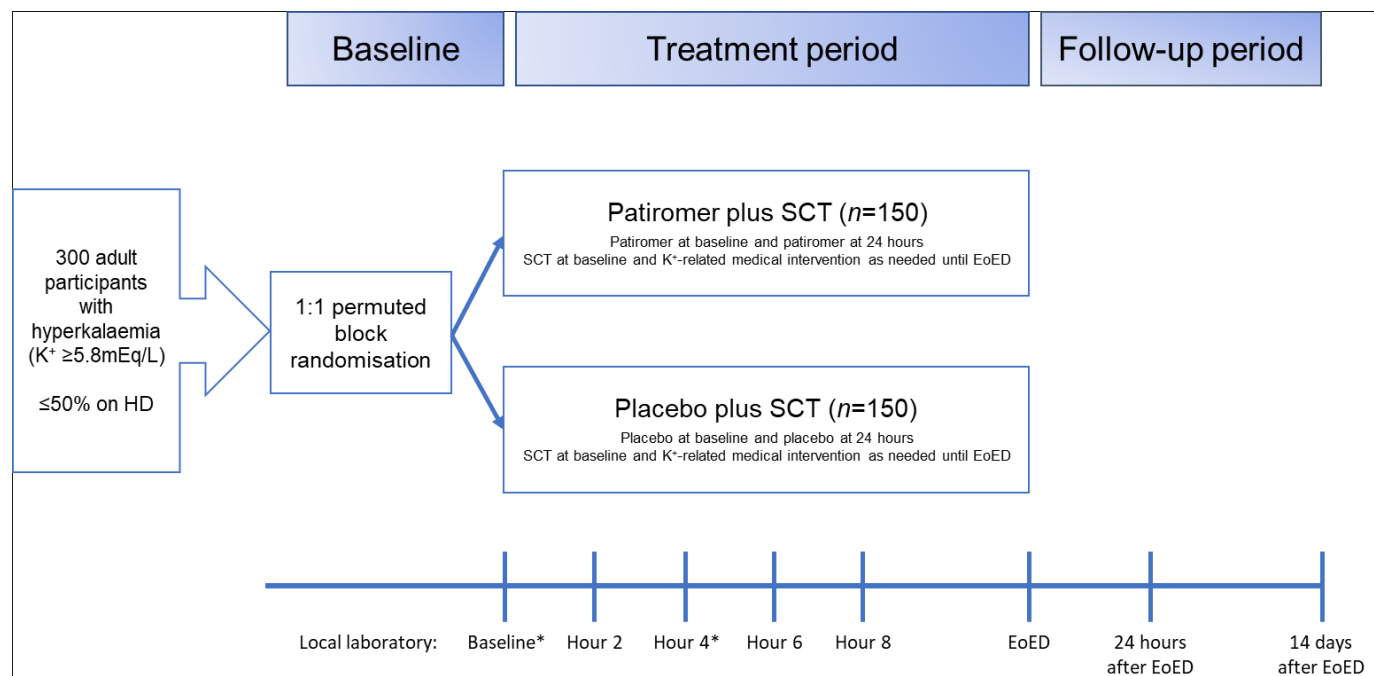 Baseline
Treatment period
Follow-up period
300 adult
participants
with
hyperkalaemia
(K⁺ ≥5.8mEq/L)
≤50% on HD
1:1 permuted
block
randomisation
Patiromer plus SCT (n=150)
Patiromer at baseline and patiromer at 24 hours
SCT at baseline and K⁺-related medical intervention as needed until EoED
Placebo plus SCT (n=150)
Placebo at baseline and placebo at 24 hours
SCT at baseline and K⁺-related medical intervention as needed until EoED
Local laboratory:
Baseline*
Hour 2
Hour 4*
Hour 6
Hour 8
EoED
24 hours
after EoED
14 days
after EoED